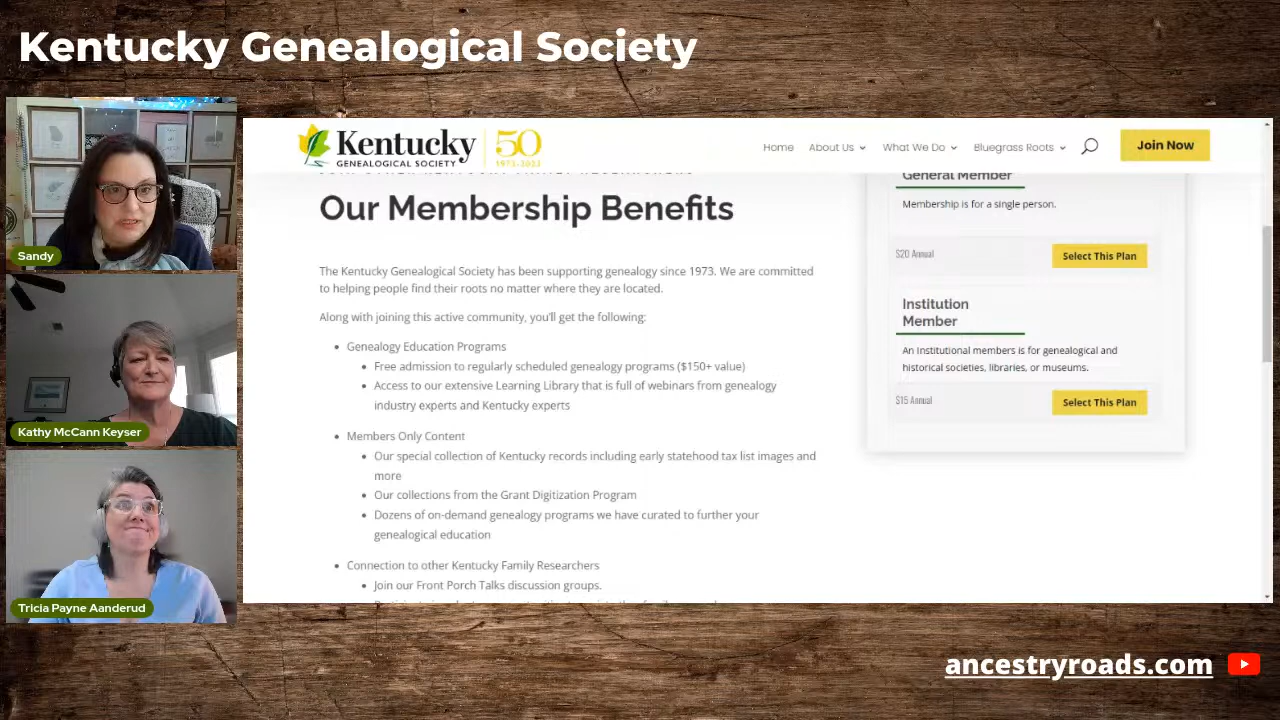 Kentucky Genealogical Society
Sandy
Kathy McCann Keyser
Tricia Payne Aanderud
Kentucky
GENEALOGICAL SOCIETY
50
1973-2023
Home
About Us
What We Do
Bluegrass Roots
Join Now
Our Membership Benefits
The Kentucky Genealogical Society has been supporting genealogy since 1973. We are committed
to helping people find their roots no matter where they are located.
Along with joining this active community, you'll get the following:
• Genealogy Education Programs
• Free admission to regularly scheduled genealogy programs ($150+ value)
• Access to our extensive Learning Library that is full of webinars from genealogy
industry experts and Kentucky experts
• Members Only Content
• Our special collection of Kentucky records including early statehood tax list images and
more
• Our collections from the Grant Digitization Program
• Dozens of on-demand genealogy programs we have curated to further your
genealogical education
• Connection to other Kentucky Family Researchers
• Join our Front Porch Talks discussion groups.
General Member
Membership is for a single person.
$20 Annual
Select This Plan
Institution
Member
An Institutional members is for genealogical and
historical societies, libraries, or museums.
$15 Annual
Select This Plan
ancestryroads.com